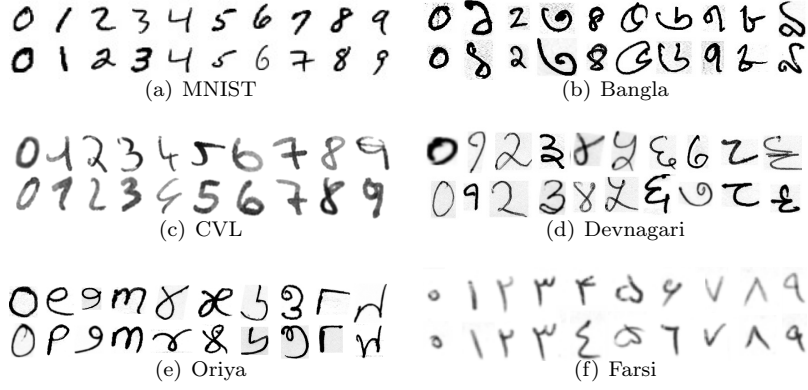 0 1 2 3 4 5 6 7 8 9
0 1 2 3 4 5 6 7 8 9
(a) MNIST
০ ১ ২ ৩ ৪ ৫ ৬ ৭ ৮ ৯
০ ১ ২ ৩ ৪ ৫ ৬ ৭ ৮ ৯
(b) Bangla
0 1 2 3 4 5 6 7 8 9
0 1 2 3 4 5 6 7 8 9
(c) CVL
० १ २ ३ ४ ५ ६ ७ ८ ९
० १ २ ३ ४ ५ ६ ७ ८ ९
(d) Devnagari
୦ ୧ ୨ ୩ ୪ ୫ ୬ ୭ ୮ ୯
୦ ୧ ୨ ୩ ୪ ୫ ୬ ୭ ୮ ୯
(e) Oriya
۰ ۱ ۲ ۳ ۴ ۵ ۶ ۷ ۸ ۹
۰ ۱ ۲ ۳ ۴ ۵ ۶ ۷ ۸ ۹
(f) Farsi